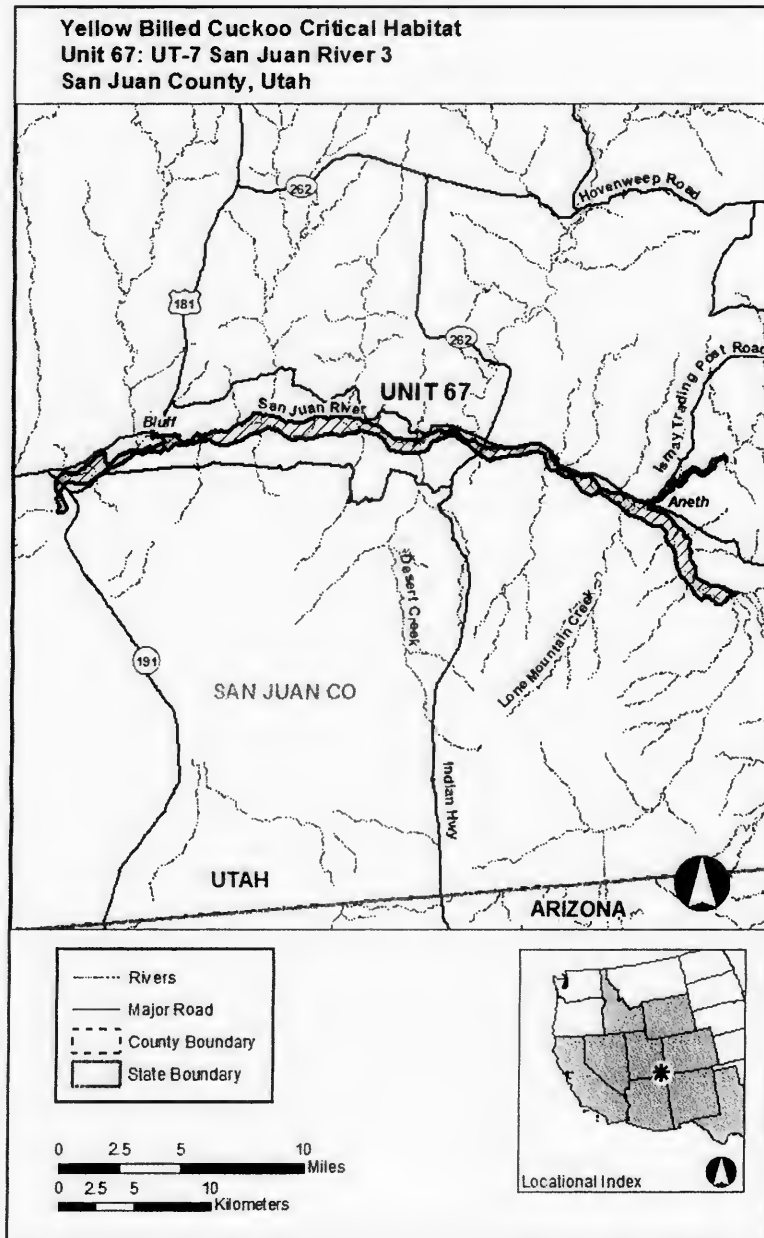 Yellow Billed Cuckoo Critical Habitat
Unit 67: UT-7 San Juan River 3
San Juan County, Utah
262
Hovenweep Road
181
262
UNIT 67
San Juan River
Bluff
Ismay Trading Post Road
Aneth
Desert Creek
Lone Mountain Creek
191
SAN JUAN CO
Indian Hwy
UTAH
ARIZONA
Rivers
Major Road
County Boundary
State Boundary
0 2.5 5 10
Miles
0 2.5 5 10
Kilometers
Locational Index